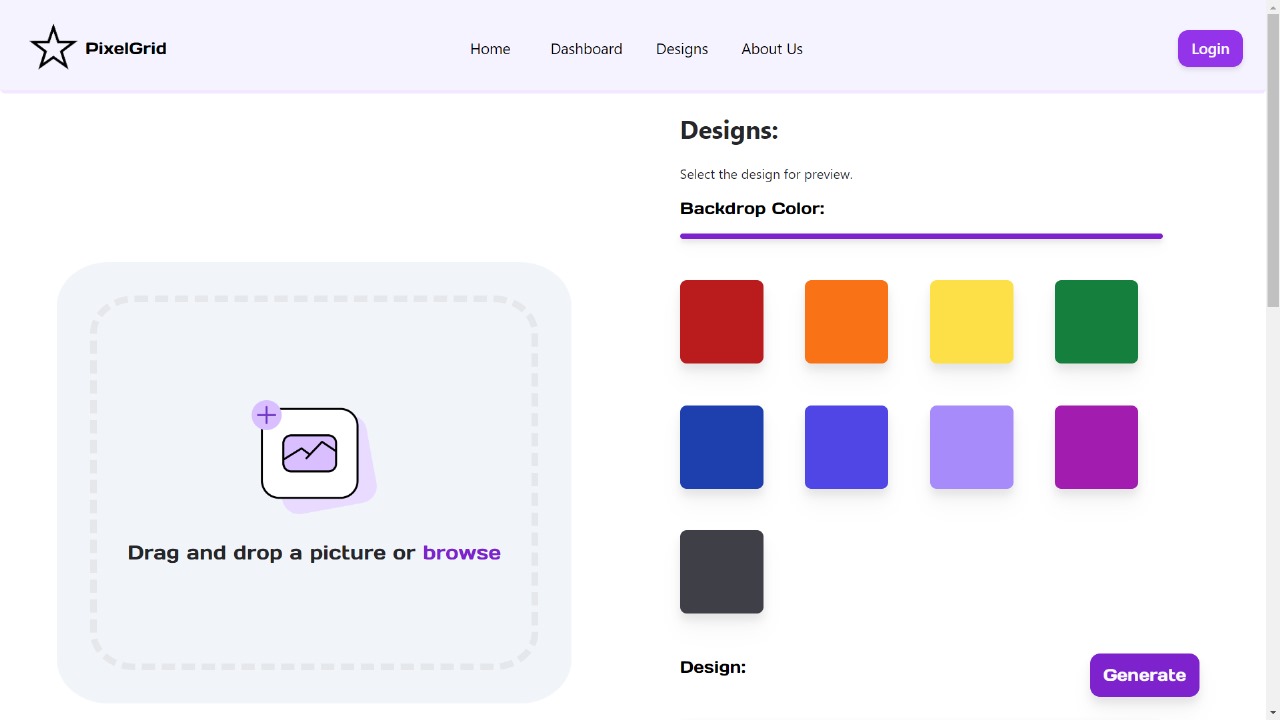 PixelGrid
Home
Dashboard
Designs
About Us
Login
Designs:
Select the design for preview.
Backdrop Color:
Drag and drop a picture or browse
Design:
Generate